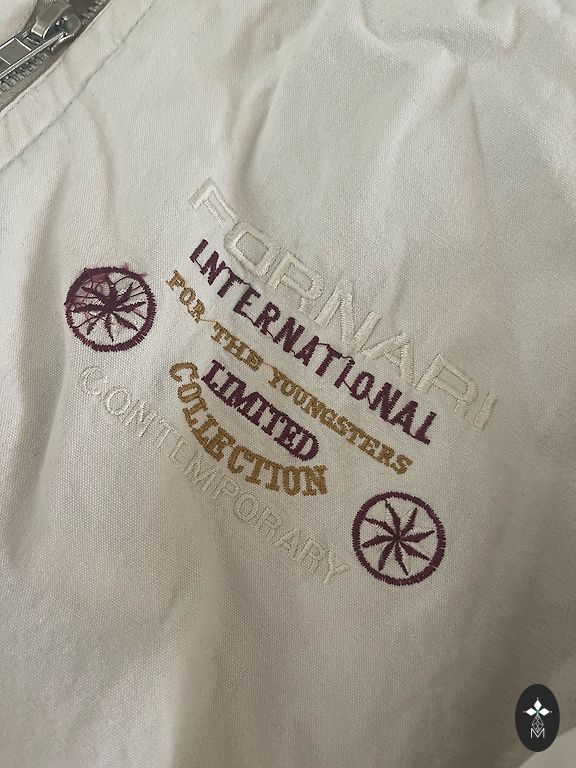 FORNARI
INTERNATIONAL
FOR THE YOUNGSTERS
LIMITED
COLLECTION
CONTEMPORARY
M